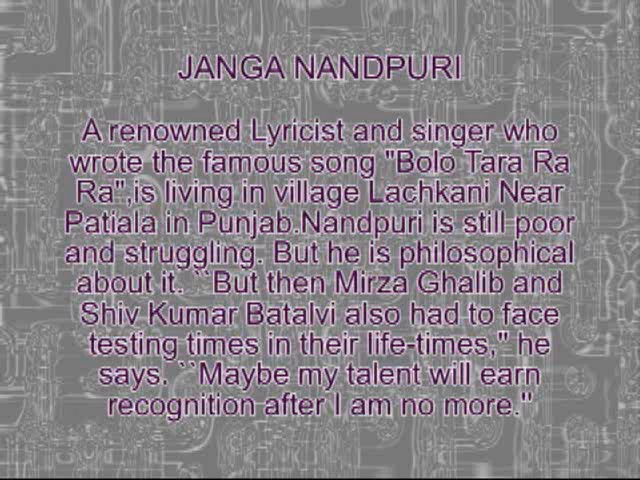 JANGA NANDPURI
A renowned Lyricist and singer who
wrote the famous song "Bolo Tara Ra
Ra",is living in village Lachkani Near
Patiala in Punjab.Nandpuri is still poor
and struggling. But he is philosophical
about it. ``But then Mirza Ghalib and
Shiv Kumar Batalvi also had to face
testing times in their life-times,'' he
says. ``Maybe my talent will earn
recognition after I am no more.''